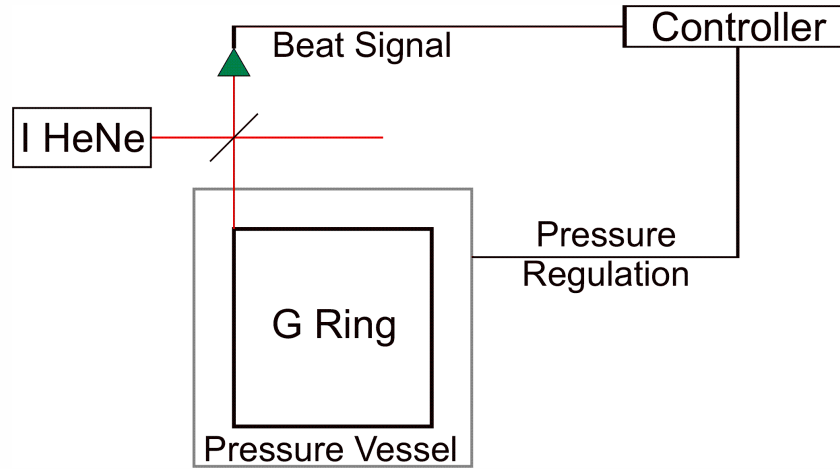 Beat Signal
Controller
I HeNe
Pressure
Regulation
G Ring
Pressure Vessel